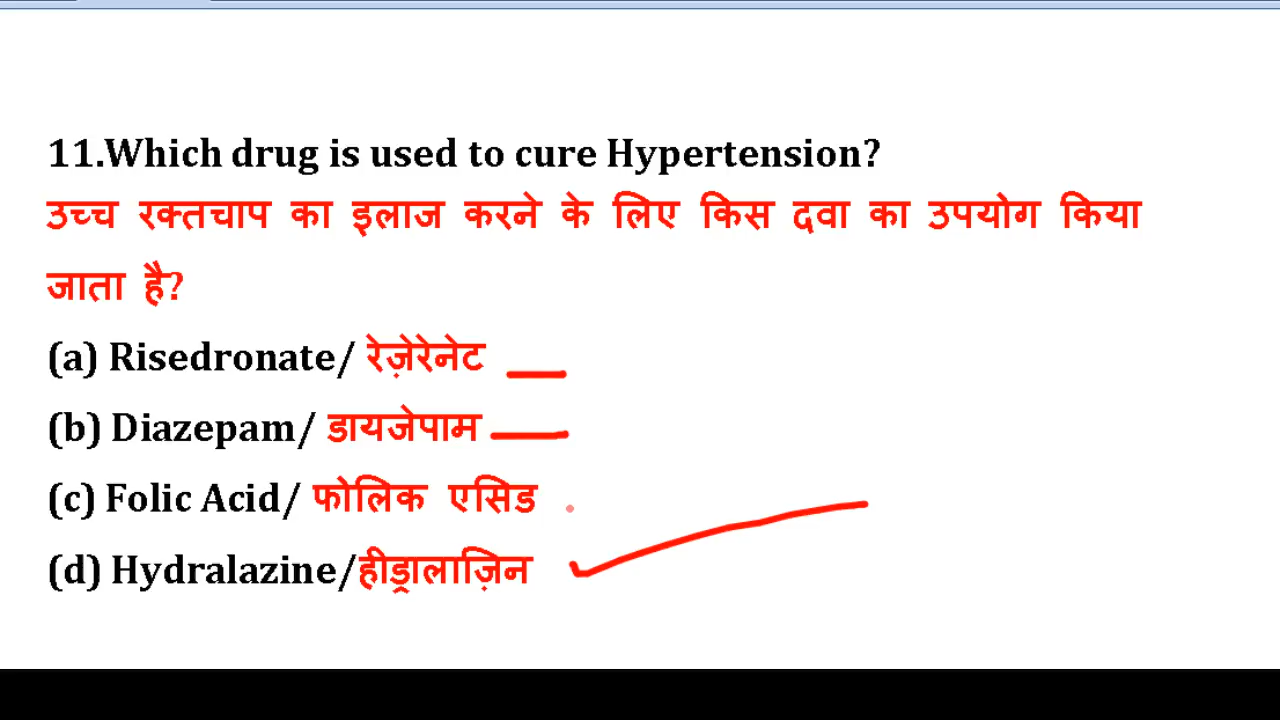 11.Which drug is used to cure Hypertension?
उच्च रक्तचाप का इलाज करने के लिए किस दवा का उपयोग किया
जाता है?
(a) Risedronate/ रेज़ेरेनेट
(b) Diazepam/ डायजेपाम
(c) Folic Acid/ फोलिक एसिड
(d) Hydralazine/हीड्रालाज़िन